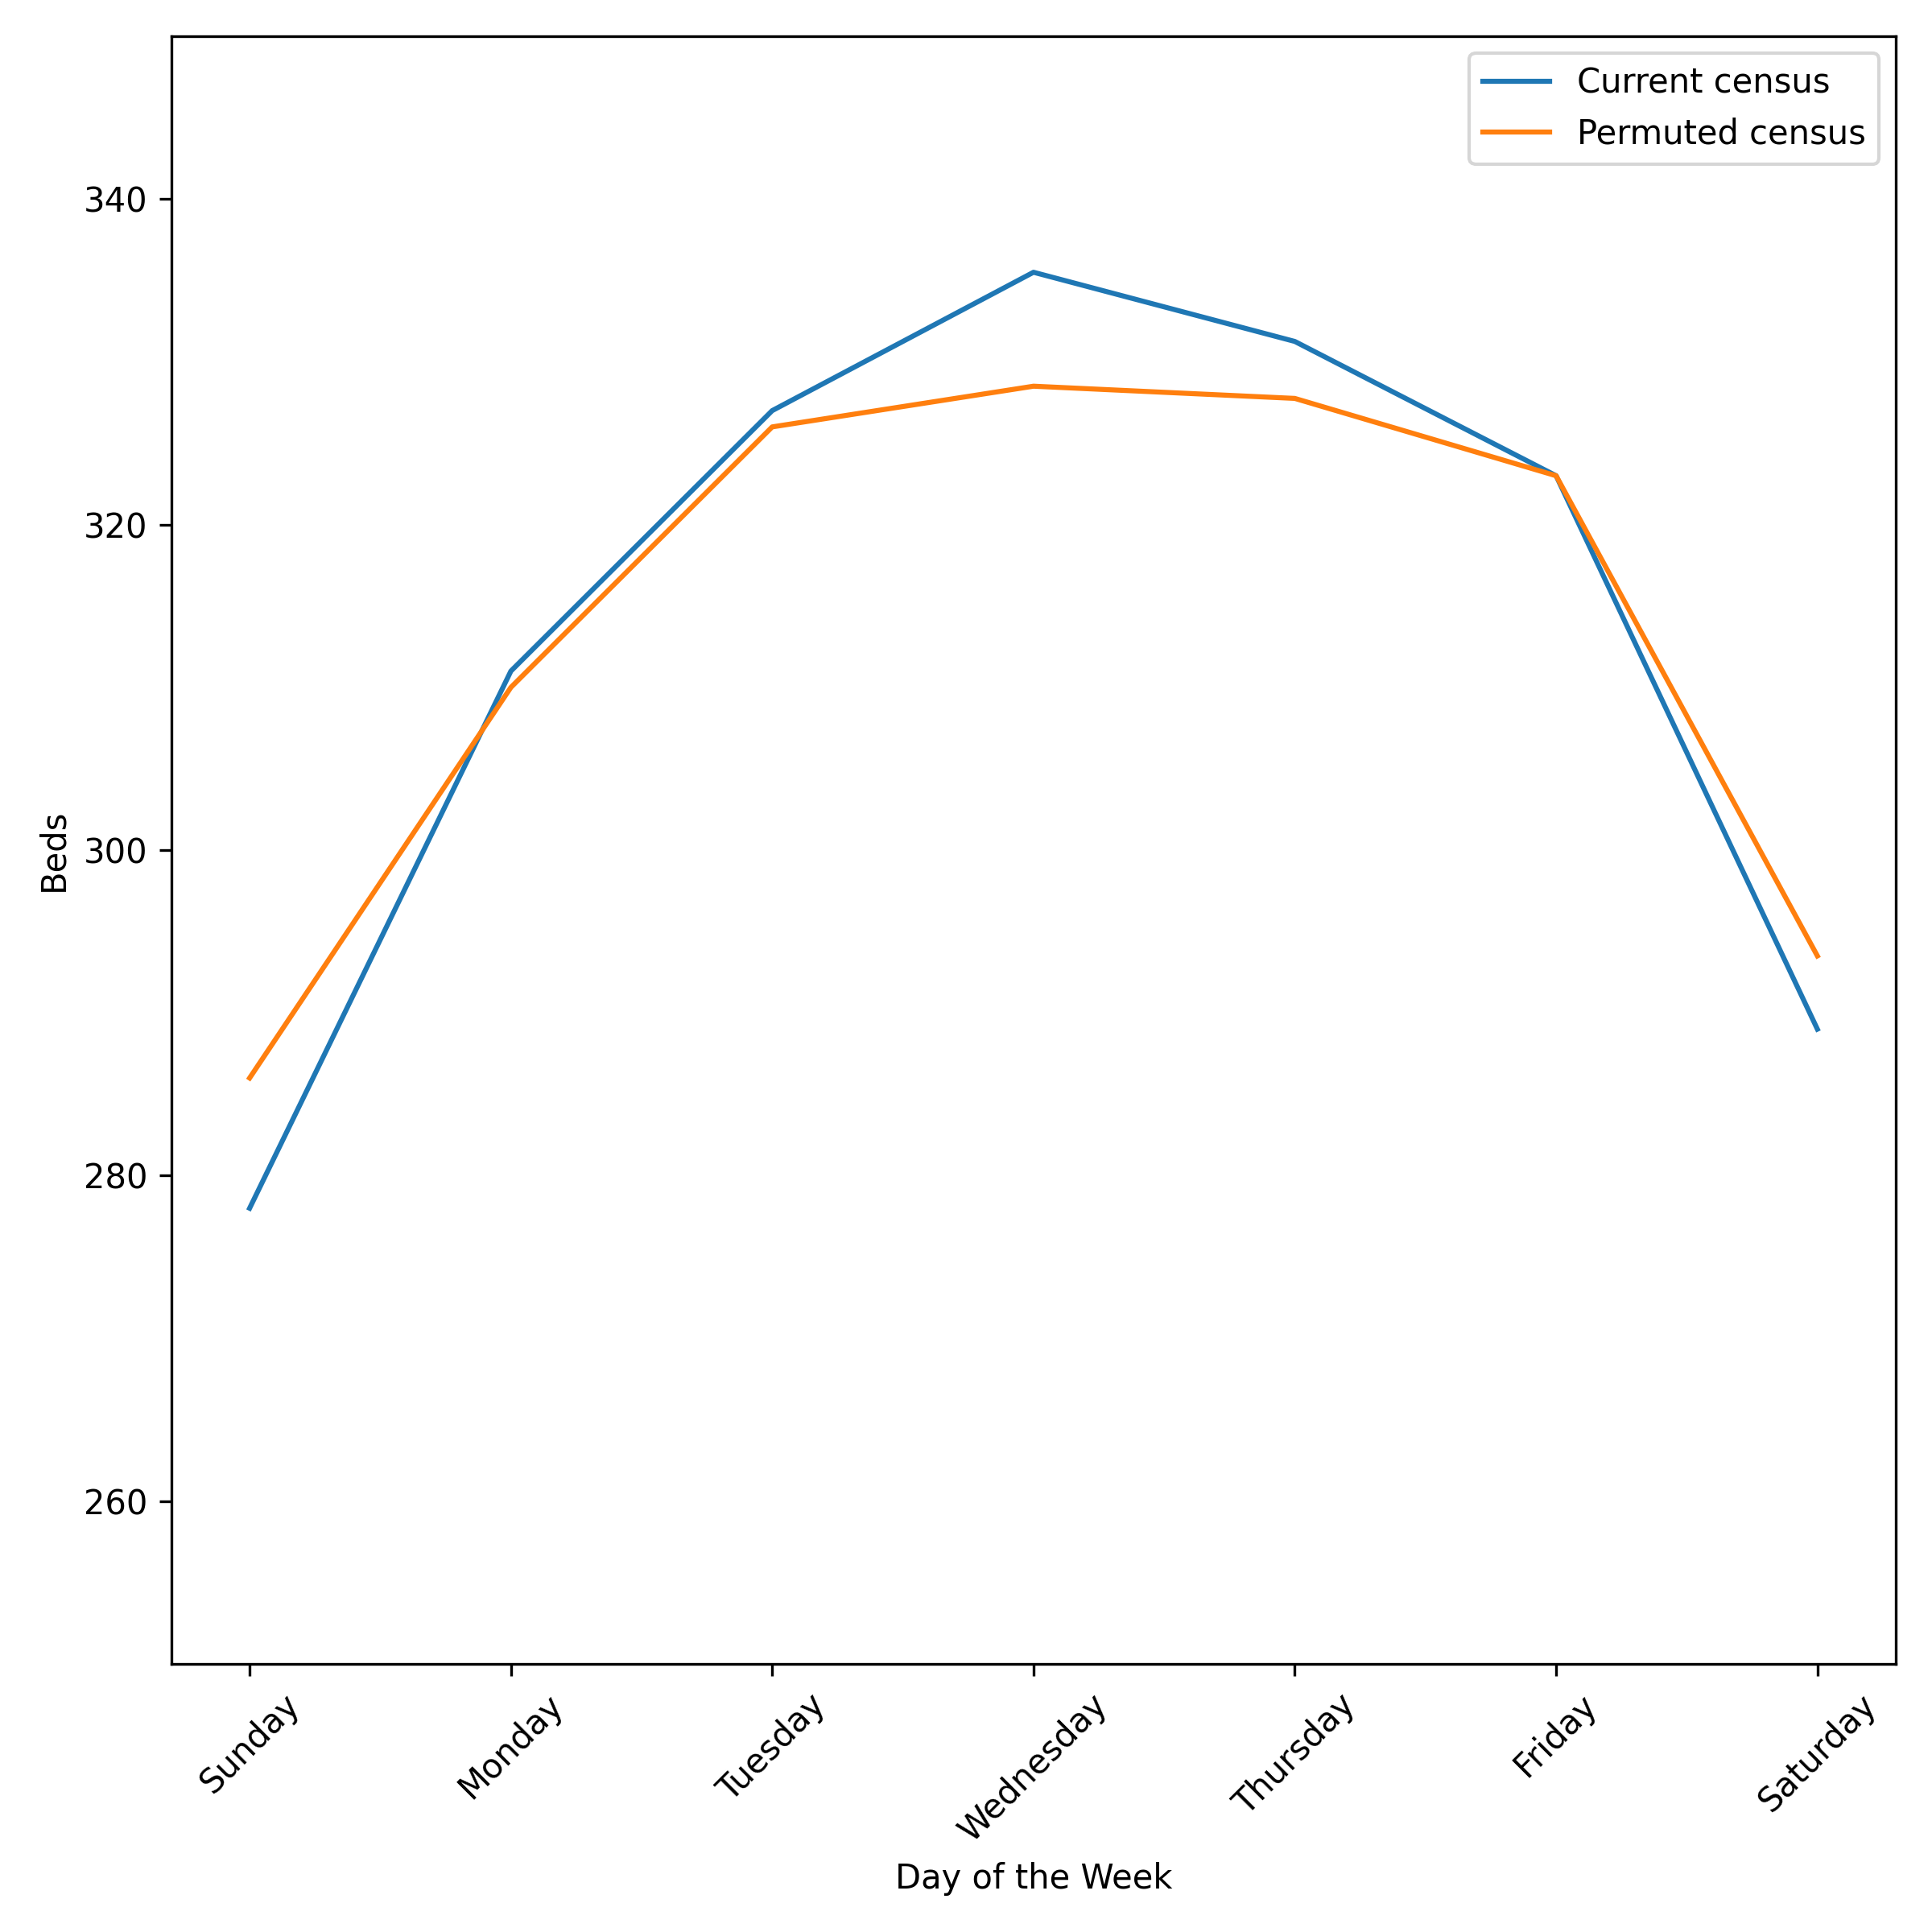 Current census
Permuted census
340
320
300
280
260
Beds
Sunday
Monday
Tuesday
Wednesday
Thursday
Friday
Saturday
Day of the Week